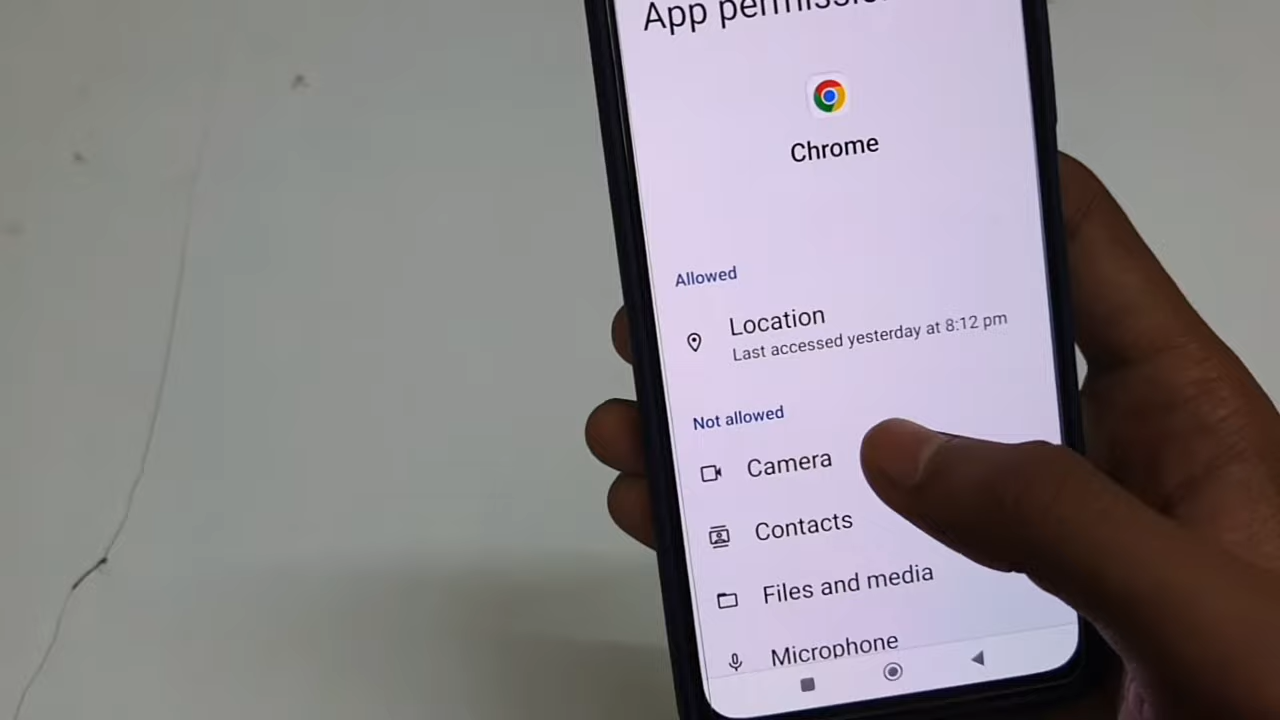 App permissio
Chrome
Allowed
Location
Last accessed yesterday at 8:12 pm
Not allowed
Camera
Contacts
Files and media
Microphone